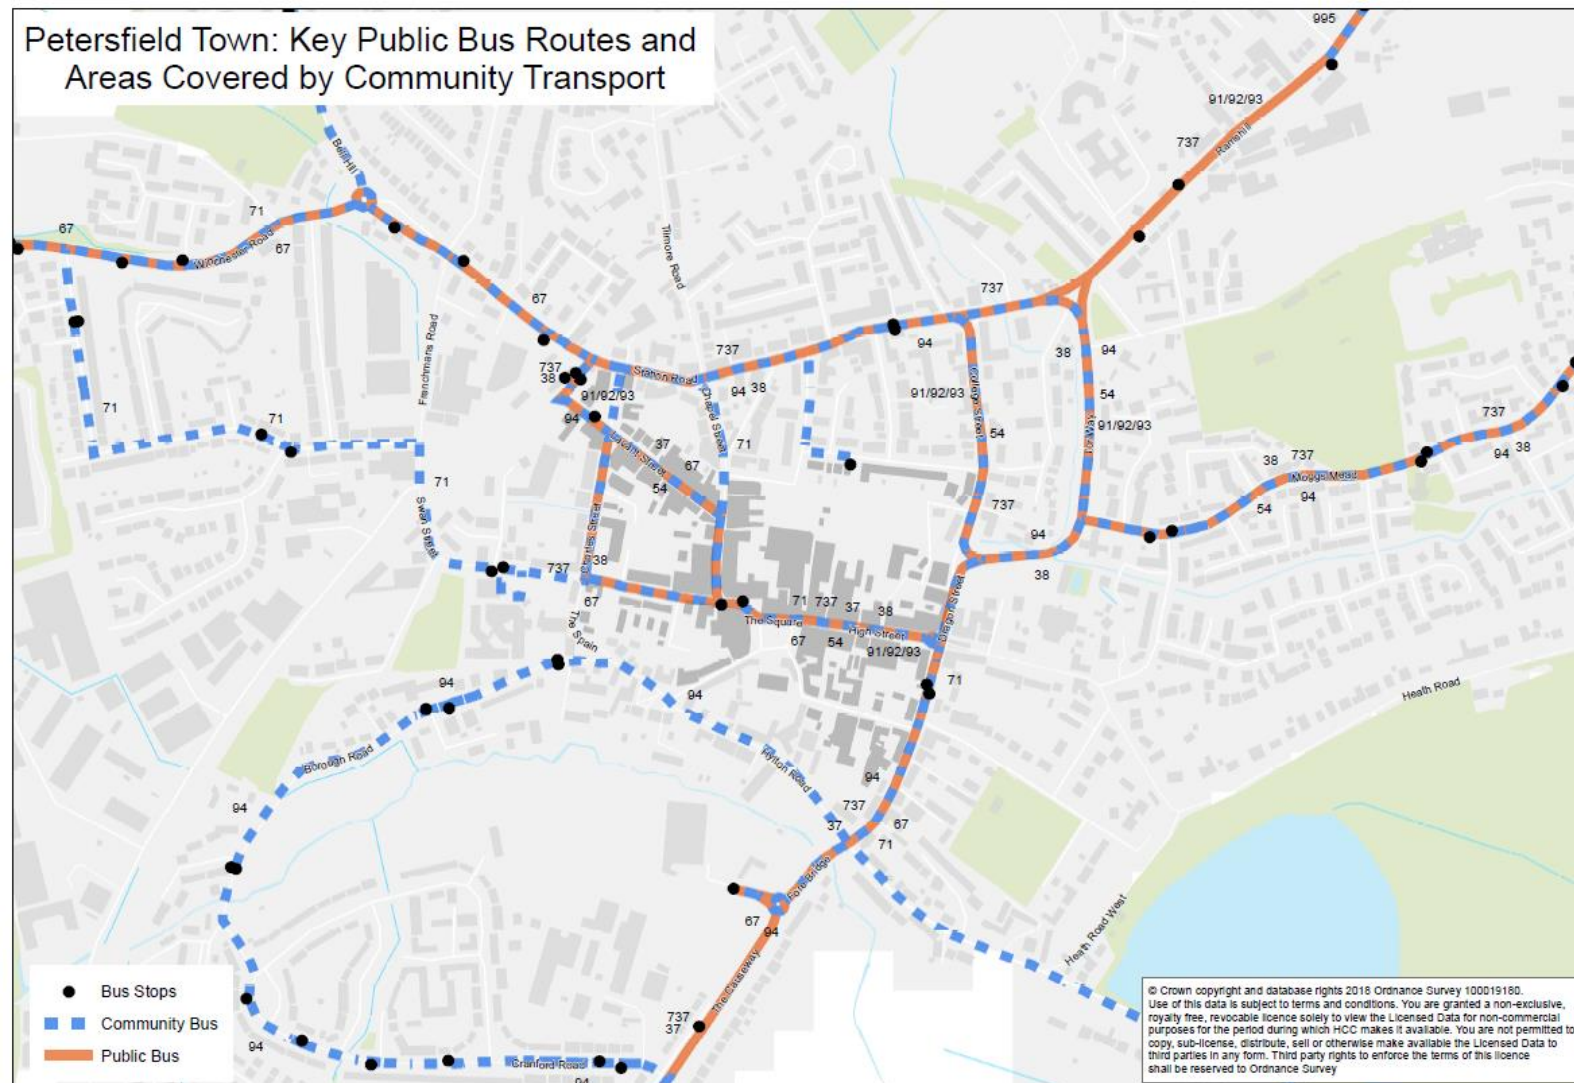 Petersfield Town: Key Public Bus Routes and
Areas Covered by Community Transport
995
91/92/93
737
Ramshill
Bell Hill
71
67
67
Winchester Road
Tilmore Road
737
67
Frenchmans Road
737
94
38
94
737
38
Station Road
737
91/92/93
94
38
91/92/93
College Street
54
54
Tor Way
91/92/93
71
71
94
Chapel Street
37
Lavant Street
67
54
71
737
38
737
Moggs Mead
94
54
94
38
71
Swan Street
737
94
38
Charles Street
737
38
67
The Spain
71
737
37
38
The Square
High Street
67
54
91/92/93
Dragon Street
71
94
94
Heath Road
Borough Road
Hylton Road
94
94
737
37
67
71
Fore Bridge
67
94
Heath Road West
The Causeway
737
37
94
Cranford Road
94
Bus Stops
Community Bus
Public Bus
© Crown copyright and database rights 2018 Ordnance Survey 100019180.
Use of this data is subject to terms and conditions. You are granted a non-exclusive,
royalty free, revocable licence solely to view the Licensed Data for non-commercial
purposes for the period during which HCC makes it available. You are not permitted to
copy, sub-license, distribute, sell or otherwise make available the Licensed Data to
third parties in any form. Third party rights to enforce the terms of this licence
shall be reserved to Ordnance Survey